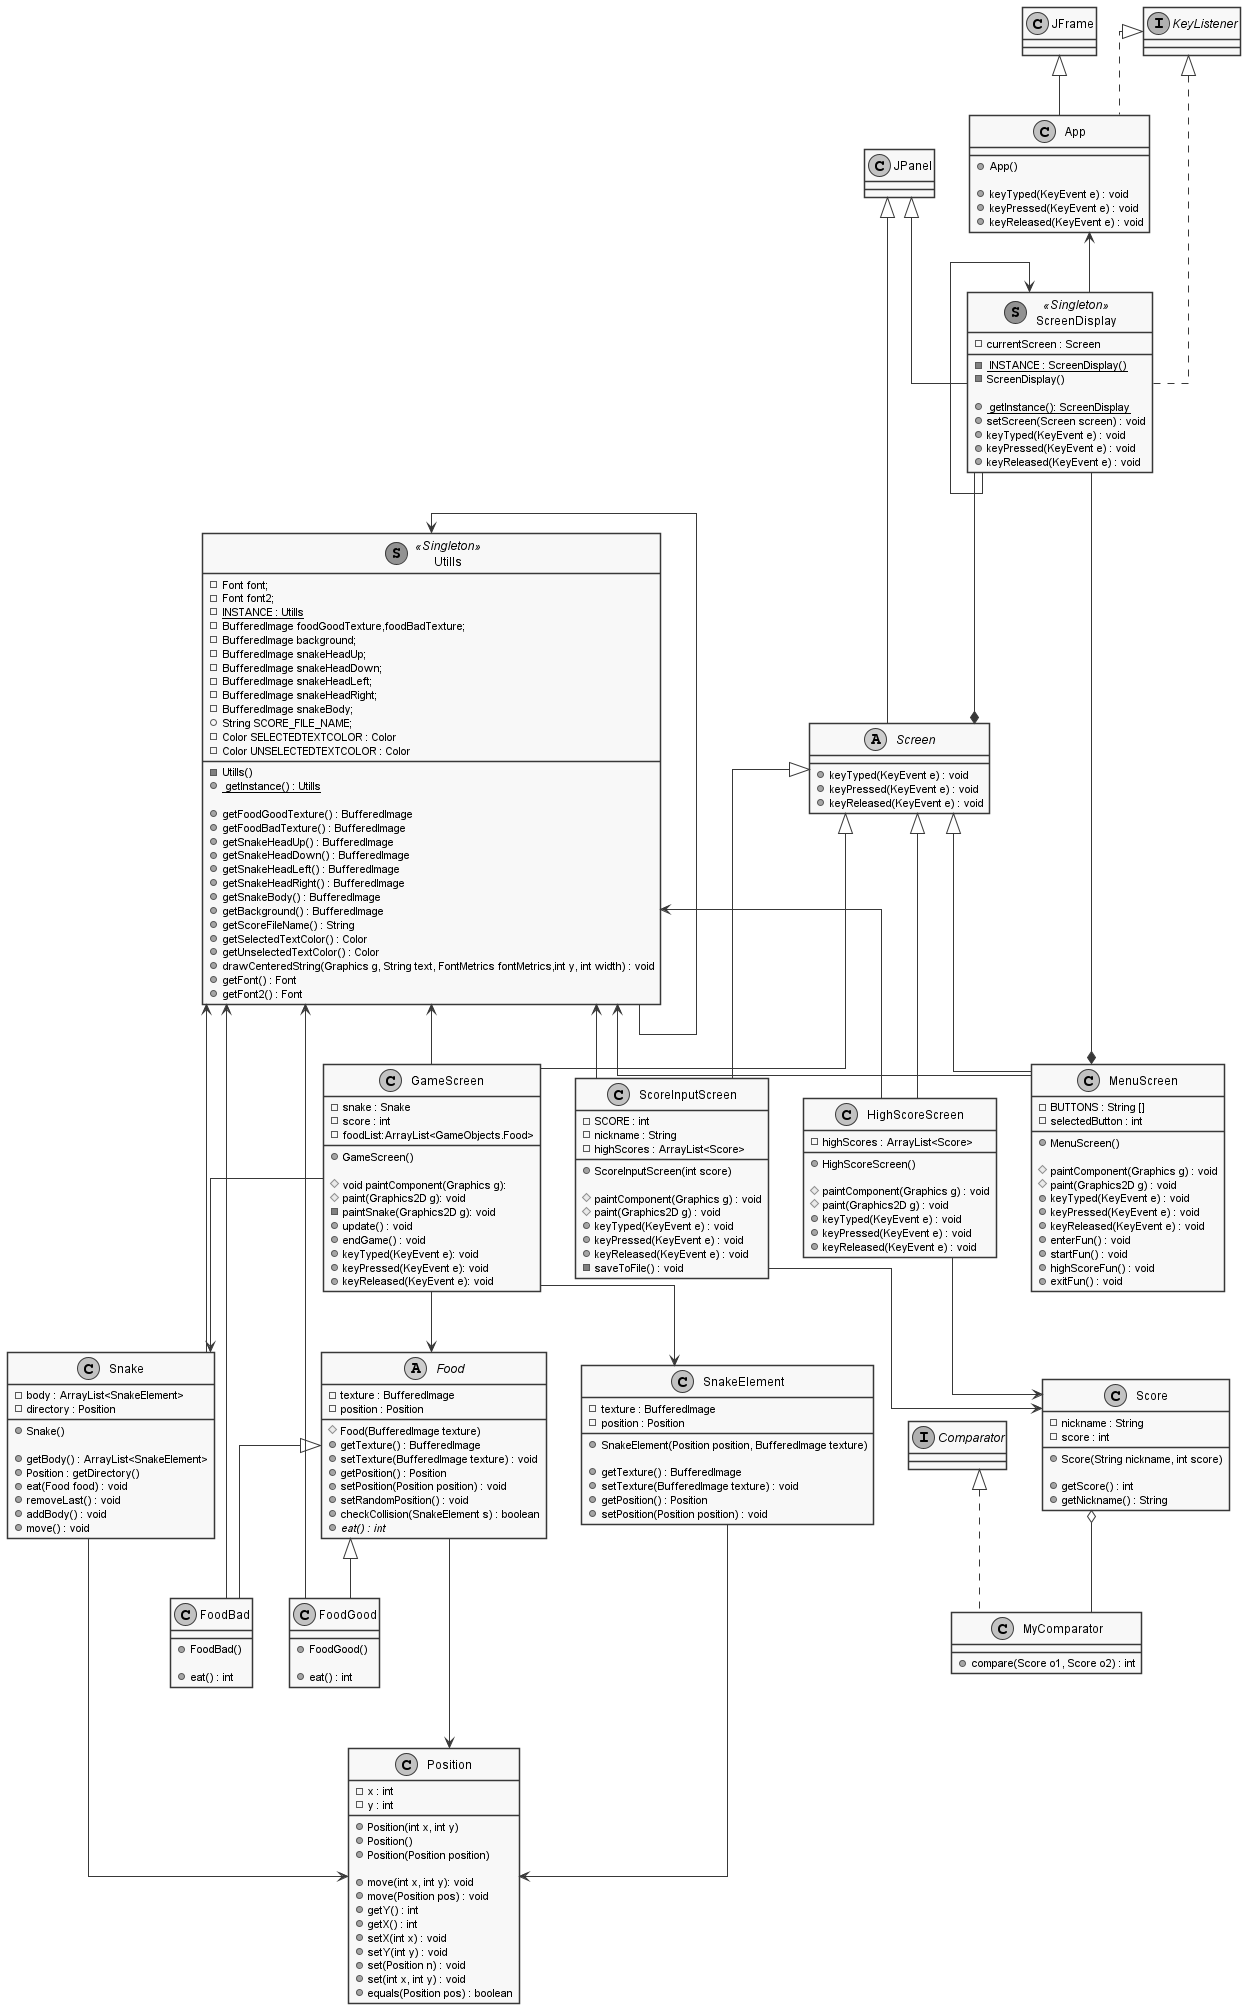 C JFrame
I KeyListener
C App
App()
keyTyped(KeyEvent e) : void
keyPressed(KeyEvent e) : void
keyReleased(KeyEvent e) : void
C JPanel
S «Singleton»
ScreenDisplay
currentScreen : Screen
INSTANCE : ScreenDisplay()
ScreenDisplay()
getInstance(): ScreenDisplay
setScreen(Screen screen) : void
keyTyped(KeyEvent e) : void
keyPressed(KeyEvent e) : void
keyReleased(KeyEvent e) : void
S «Singleton»
Utills
Font font;
Font font2;
INSTANCE : Utills
BufferedImage foodGoodTexture,foodBadTexture;
BufferedImage background;
BufferedImage snakeHeadUp;
BufferedImage snakeHeadDown;
BufferedImage snakeHeadLeft;
BufferedImage snakeHeadRight;
BufferedImage snakeBody;
String SCORE_FILE_NAME;
Color SELECTEDTEXTCOLOR : Color
Color UNSELECTEDTEXTCOLOR : Color
Utills()
getInstance() : Utills
getFoodGoodTexture() : BufferedImage
getFoodBadTexture() : BufferedImage
getSnakeHeadUp() : BufferedImage
getSnakeHeadDown() : BufferedImage
getSnakeHeadLeft() : BufferedImage
getSnakeHeadRight() : BufferedImage
getSnakeBody() : BufferedImage
getBackground() : BufferedImage
getScoreFileName() : String
getSelectedTextColor() : Color
getUnselectedTextColor() : Color
drawCenteredString(Graphics g, String text, FontMetrics fontMetrics,int y, int width) : void
getFont() : Font
getFont2() : Font
A Screen
keyTyped(KeyEvent e) : void
keyPressed(KeyEvent e) : void
keyReleased(KeyEvent e) : void
C GameScreen
snake : Snake
score : int
foodList:ArrayList<GameObjects.Food>
GameScreen()
void paintComponent(Graphics g):
paint(Graphics2D g): void
paintSnake(Graphics2D g): void
update() : void
endGame() : void
keyTyped(KeyEvent e): void
keyPressed(KeyEvent e): void
keyReleased(KeyEvent e): void
C ScoreInputScreen
SCORE : int
nickname : String
highScores : ArrayList<Score>
ScoreInputScreen(int score)
paintComponent(Graphics g) : void
paint(Graphics2D g) : void
keyTyped(KeyEvent e) : void
keyPressed(KeyEvent e) : void
keyReleased(KeyEvent e) : void
saveToFile() : void
C HighScoreScreen
highScores : ArrayList<Score>
HighScoreScreen()
paintComponent(Graphics g) : void
paint(Graphics2D g) : void
keyTyped(KeyEvent e) : void
keyPressed(KeyEvent e) : void
keyReleased(KeyEvent e) : void
C MenuScreen
BUTTONS : String []
selectedButton : int
MenuScreen()
paintComponent(Graphics g) : void
paint(Graphics2D g) : void
keyTyped(KeyEvent e) : void
keyPressed(KeyEvent e) : void
keyReleased(KeyEvent e) : void
enterFun() : void
startFun() : void
highScoreFun() : void
exitFun() : void
C Snake
body : ArrayList<SnakeElement>
directory : Position
Snake()
getBody() : ArrayList<SnakeElement>
Position : getDirectory()
eat(Food food) : void
removeLast() : void
addBody() : void
move() : void
A Food
texture : BufferedImage
position : Position
Food(BufferedImage texture)
getTexture() : BufferedImage
setTexture(BufferedImage texture) : void
getPosition() : Position
setPosition(Position position) : void
setRandomPosition() : void
checkCollision(SnakeElement s) : boolean
eat() : int
C SnakeElement
texture : BufferedImage
position : Position
SnakeElement(Position position, BufferedImage texture)
getTexture() : BufferedImage
setTexture(BufferedImage texture) : void
getPosition() : Position
setPosition(Position position) : void
C Score
nickname : String
score : int
Score(String nickname, int score)
getScore() : int
getNickname() : String
I Comparator
C FoodBad
FoodBad()
eat() : int
C FoodGood
FoodGood()
eat() : int
C MyComparator
compare(Score o1, Score o2) : int
C Position
x : int
y : int
Position(int x, int y)
Position()
Position(Position position)
move(int x, int y): void
move(Position pos) : void
getY() : int
getX() : int
setX(int x) : void
setY(int y) : void
set(Position n) : void
set(int x, int y) : void
equals(Position pos) : boolean